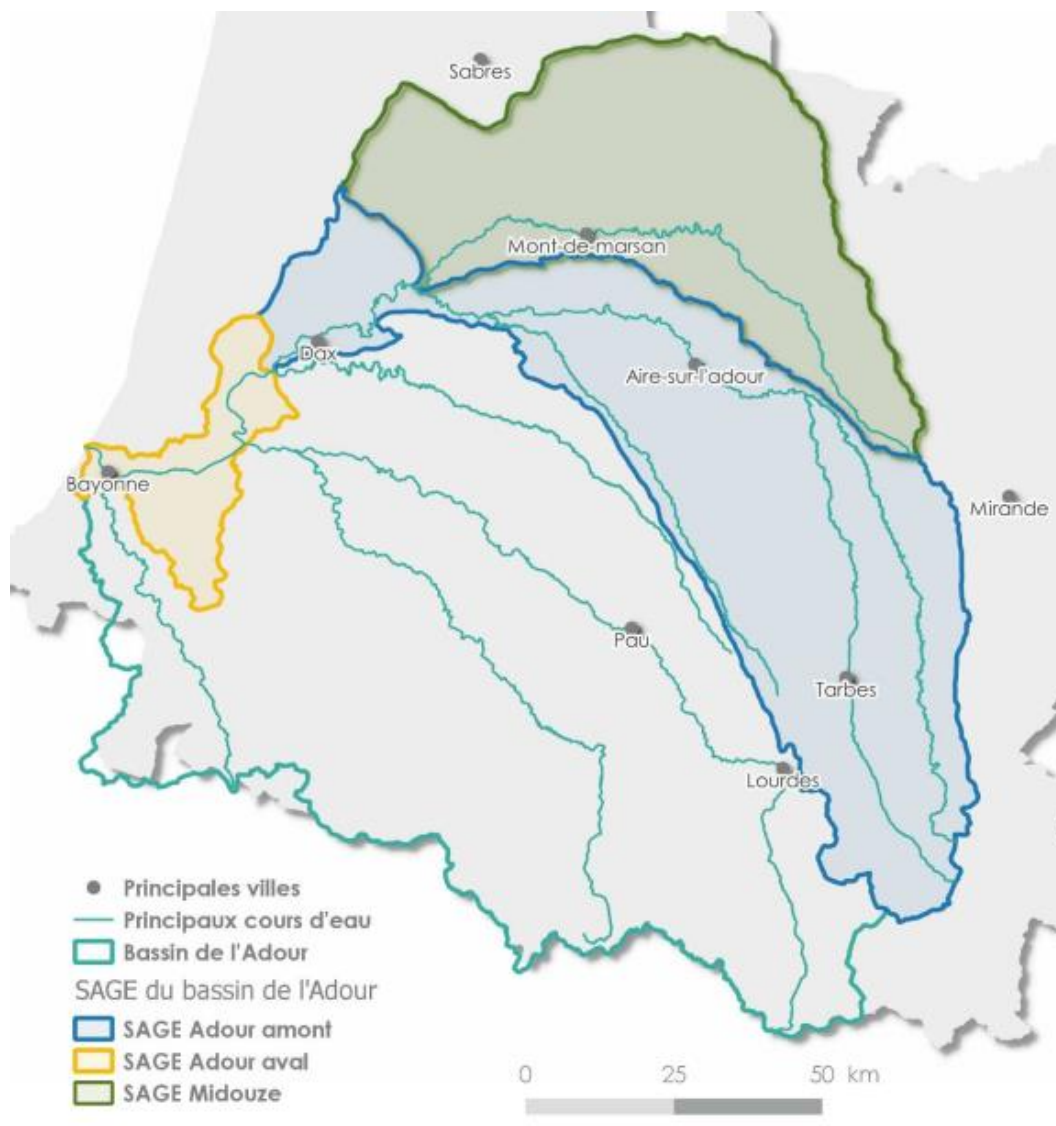 Sabres
Mont-de-marsan
Dax
Aire-sur-l'adour
Bayonne
Mirande
Pau
Tarbes
Lourdes
Principales villes
Principaux cours d'eau
Bassin de l'Adour
SAGE du bassin de l'Adour
SAGE Adour amont
SAGE Adour aval
SAGE Midouze
0 25 50 km